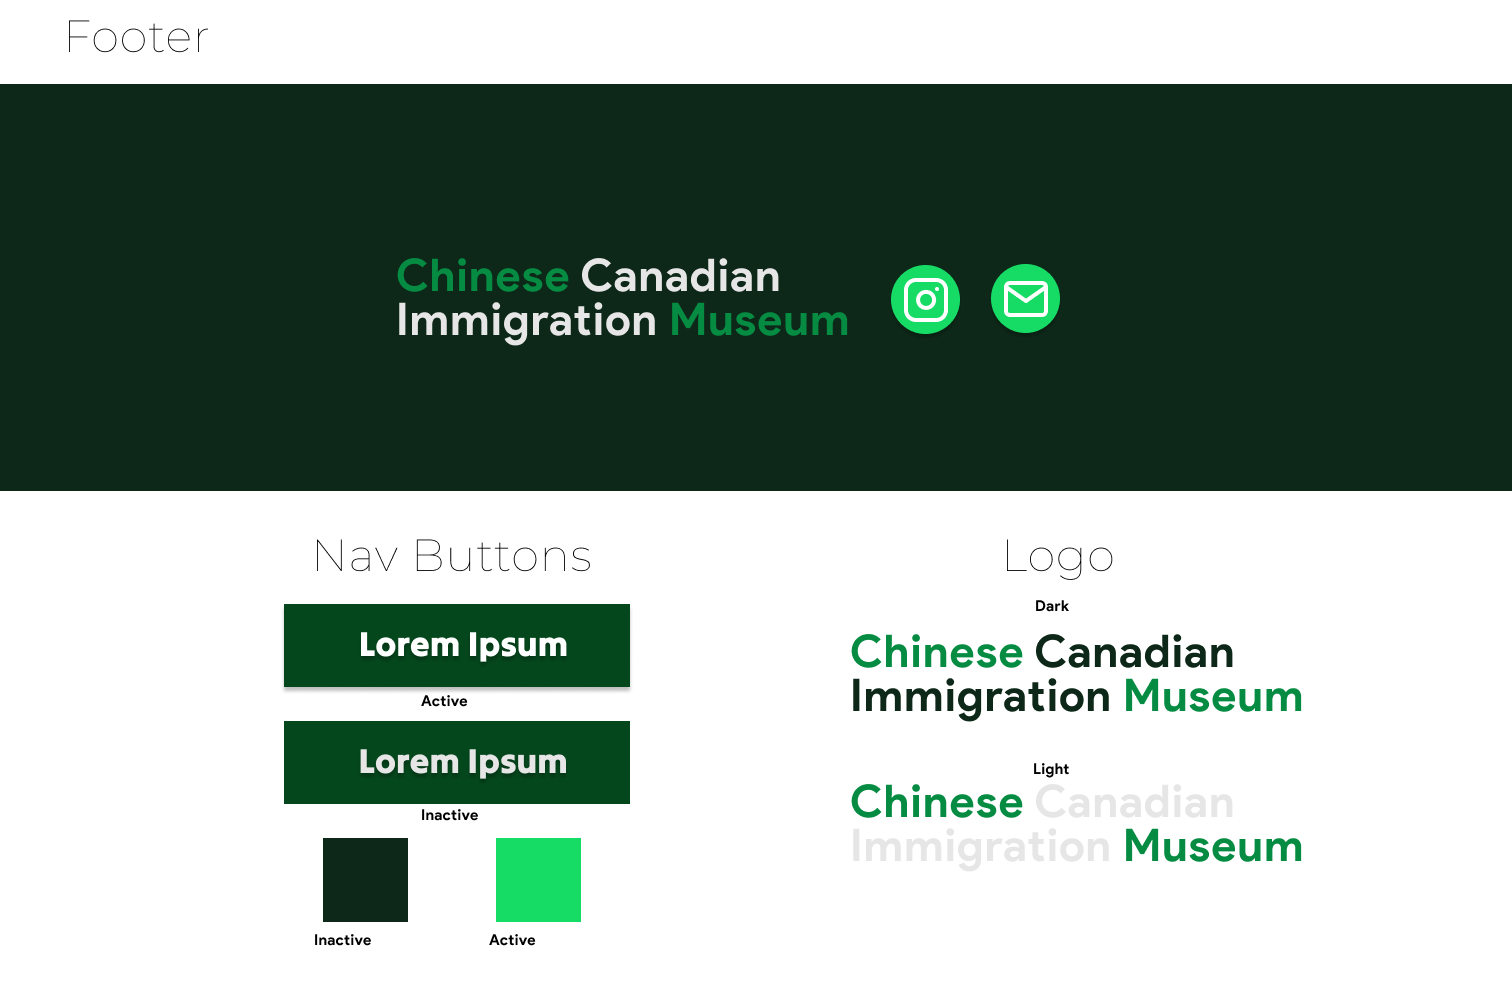 Footer
Chinese Canadian
Immigration Museum
Nav Buttons
Lorem Ipsum
Active
Lorem Ipsum
Inactive
Inactive
Active
Logo
Dark
Chinese Canadian
Immigration Museum
Light
Chinese Canadian
Immigration Museum